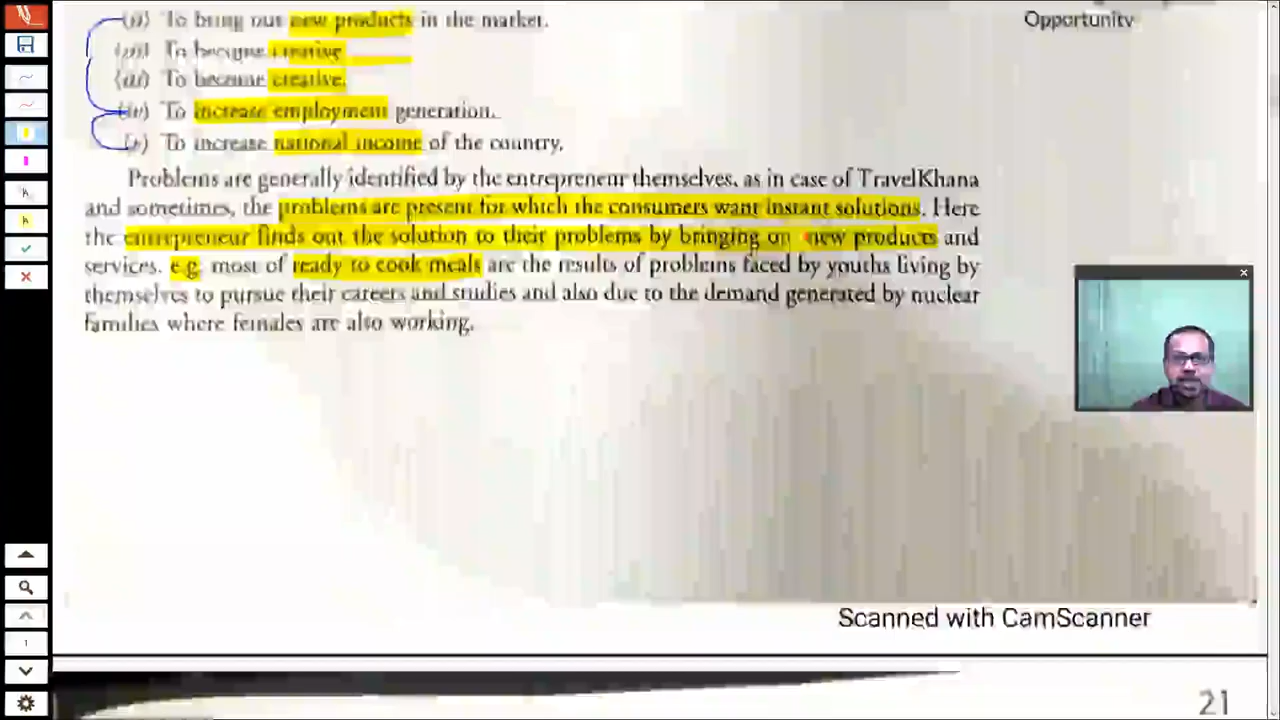 (ii) To bring out new products in the market.
Opportunity
(iii) To become creative
(iii) To become creative.
(iv) To increase employment generation.
(v) To increase national income of the country.
Problems are generally identified by the entrepreneur themselves, as in case of TravelKhana
and sometimes, the problems are present for which the consumers want instant solutions. Here
the entrepreneur finds out the solution to their problems by bringing on new products and
services. e.g. most of ready to cook meals are the results of problems faced by youths living by
themselves to pursue their careers and studies and also due to the demand generated by nuclear
families where females are also working.
Scanned with CamScanner
21